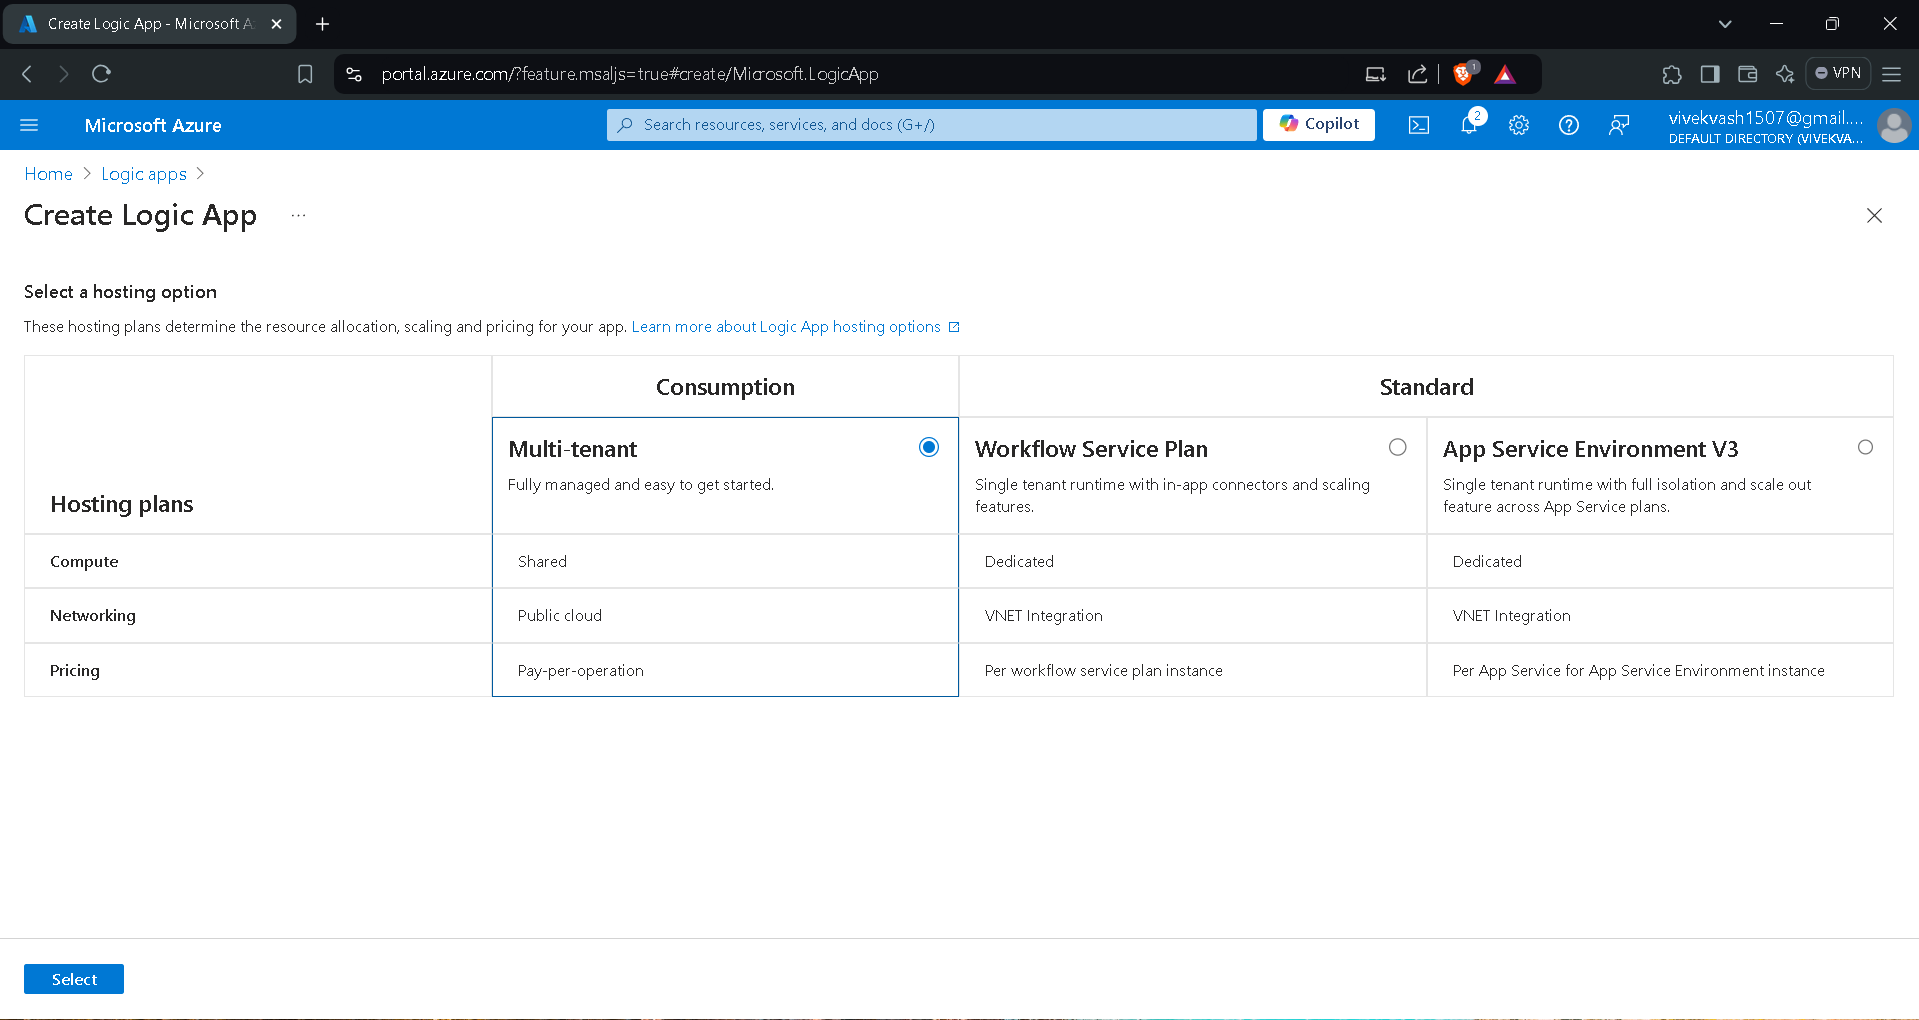 Create Logic App - Microsoft A
portal.azure.com/?feature.msaljs=true#create/Microsoft.LogicApp
1
VPN
Microsoft Azure
Search resources, services, and docs (G+/)
Copilot
2
vivekvash1507@gmail....
DEFAULT DIRECTORY (VIVEKVA...
Home > Logic apps >
Create Logic App ...
Select a hosting option
These hosting plans determine the resource allocation, scaling and pricing for your app. Learn more about Logic App hosting options
Consumption
Standard
Hosting plans
Multi-tenant
Fully managed and easy to get started.
Workflow Service Plan
Single tenant runtime with in-app connectors and scaling
features.
App Service Environment V3
Single tenant runtime with full isolation and scale out
feature across App Service plans.
Compute
Shared
Dedicated
Dedicated
Networking
Public cloud
VNET Integration
VNET Integration
Pricing
Pay-per-operation
Per workflow service plan instance
Per App Service for App Service Environment instance
Select